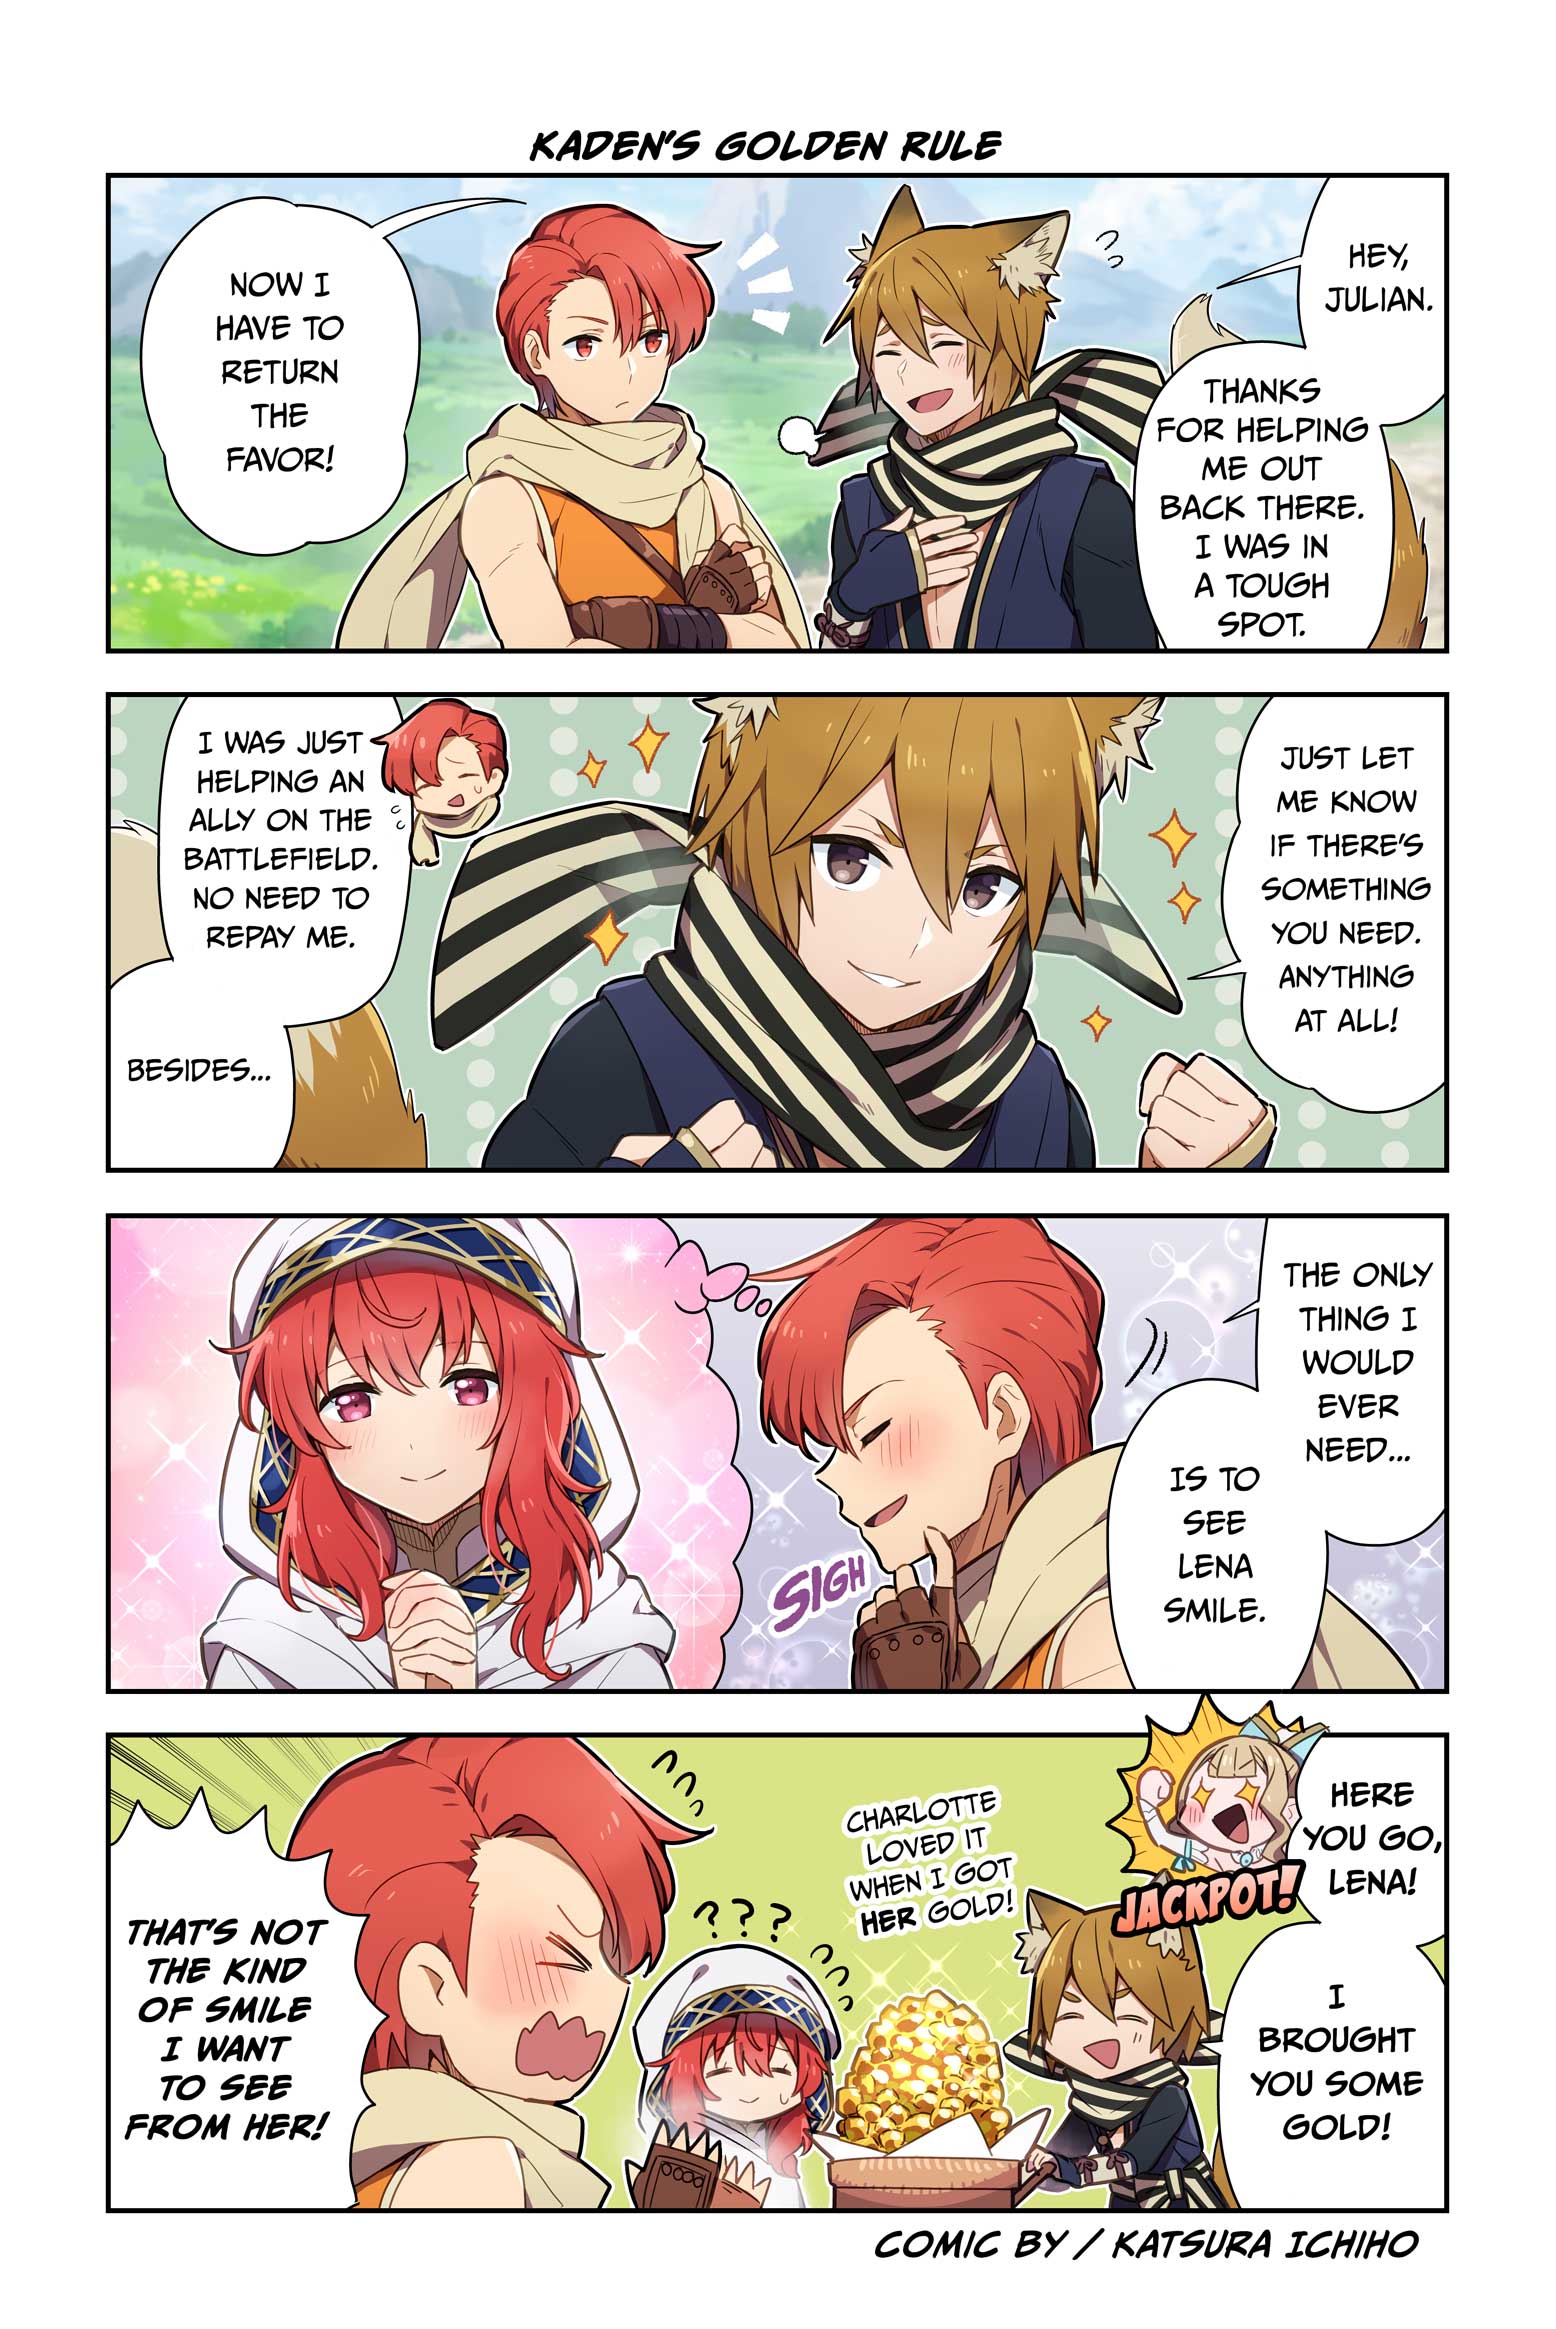 KADEN'S GOLDEN RULE
HEY,
JULIAN.
THANKS
FOR HELPING
ME OUT
BACK THERE.
I WAS IN
A TOUGH
SPOT.
NOW I
HAVE TO
RETURN
THE
FAVOR!
JUST LET
ME KNOW
IF THERE'S
SOMETHING
YOU NEED.
ANYTHING
AT ALL!
I WAS JUST
HELPING AN
ALLY ON THE
BATTLEFIELD.
NO NEED TO
REPAY ME.
BESIDES...
THE ONLY
THING I
WOULD
EVER
NEED...
IS TO
SEE
LENA
SMILE.
SIGH
HERE
YOU GO,
LENA!
I
BROUGHT
YOU SOME
GOLD!
JACKPOT!
CHARLOTTE
LOVED IT
WHEN I GOT
HER GOLD!
???
THAT'S NOT
THE KIND
OF SMILE
I WANT
TO SEE
FROM HER!
COMIC BY / KATSURA ICHIHO